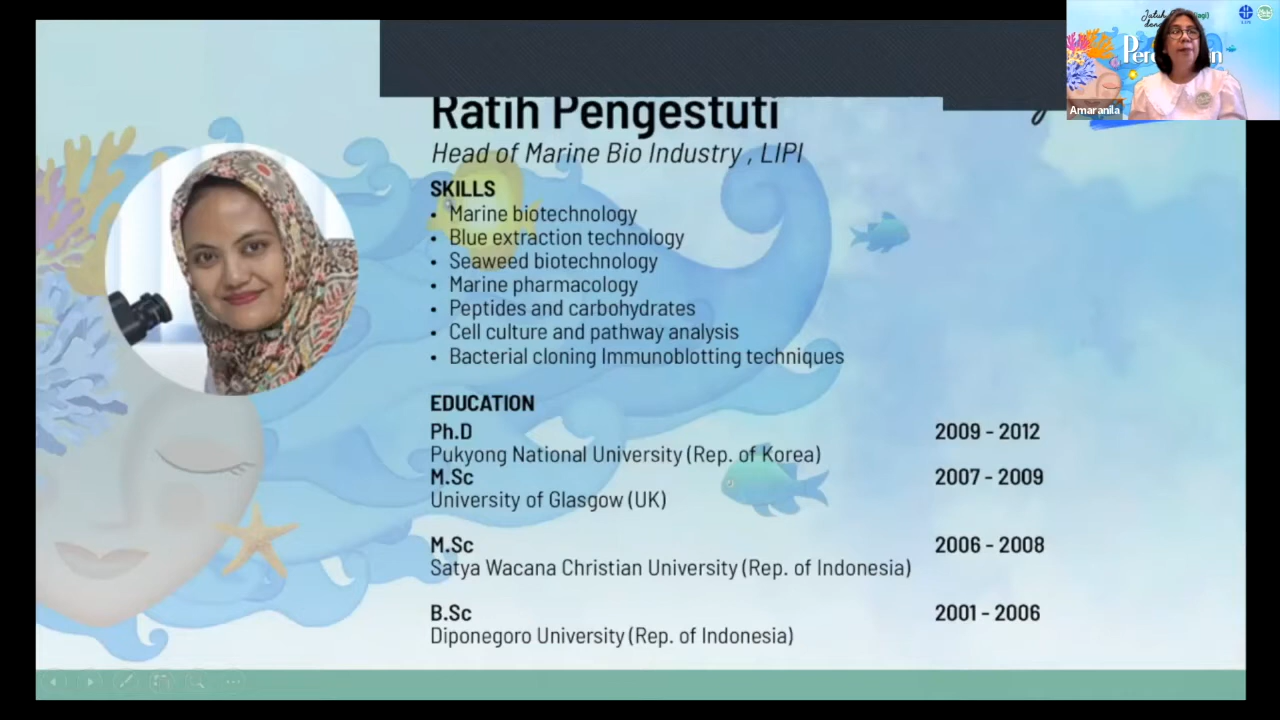 Ratih Pengestuti
Head of Marine Bio Industry , LIPI
SKILLS
• Marine biotechnology
• Blue extraction technology
• Seaweed biotechnology
• Marine pharmacology
• Peptides and carbohydrates
• Cell culture and pathway analysis
• Bacterial cloning Immunoblotting techniques
EDUCATION
Ph.D 2009 - 2012
Pukyong National University (Rep. of Korea)
M.Sc 2007 - 2009
University of Glasgow (UK)
M.Sc 2006 - 2008
Satya Wacana Christian University (Rep. of Indonesia)
B.Sc 2001 - 2006
Diponegoro University (Rep. of Indonesia)
Jatuh
Amaranila